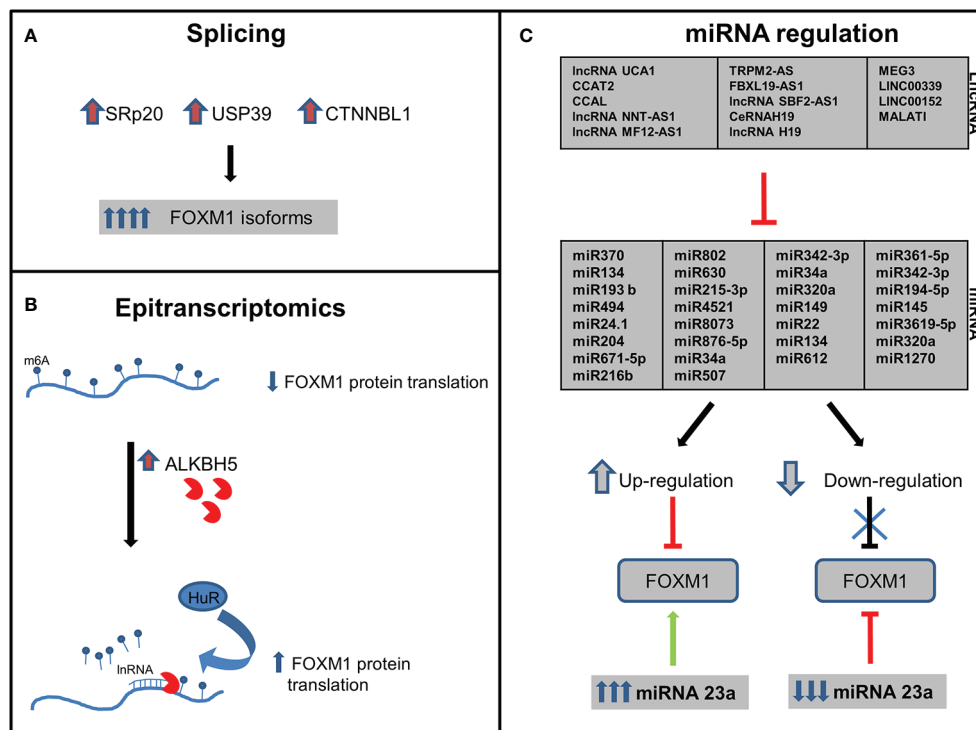 A
Splicing
SRp20
USP39
CTNNBL1
FOXM1 isoforms
B
Epitranscriptomics
m6A
FOXM1 protein translation
ALKBH5
HuR
lnRNA
FOXM1 protein
translation
C
miRNA regulation
lncRNA UCA1
CCAT2
CCAL
lncRNA NNT-AS1
lncRNA MF12-AS1
TRPM2-AS
FBXL19-AS1
lncRNA SBF2-AS1
CeRNAH19
lncRNA H19
MEG3
LINC00339
LINC00152
MALATI
LncRNA
miR370
miR134
miR193 b
miR494
miR24.1
miR204
miR671-5p
miR216b
miR802
miR630
miR215-3p
miR4521
miR8073
miR876-5p
miR34a
miR507
miR342-3p
miR34a
miR320a
miR149
miR22
miR134
miR612
miR361-5p
miR342-3p
miR194-5p
miR145
miR3619-5p
miR320a
miR1270
miRNA
Up-regulation
Down-regulation
FOXM1
FOXM1
miRNA 23a
miRNA 23a